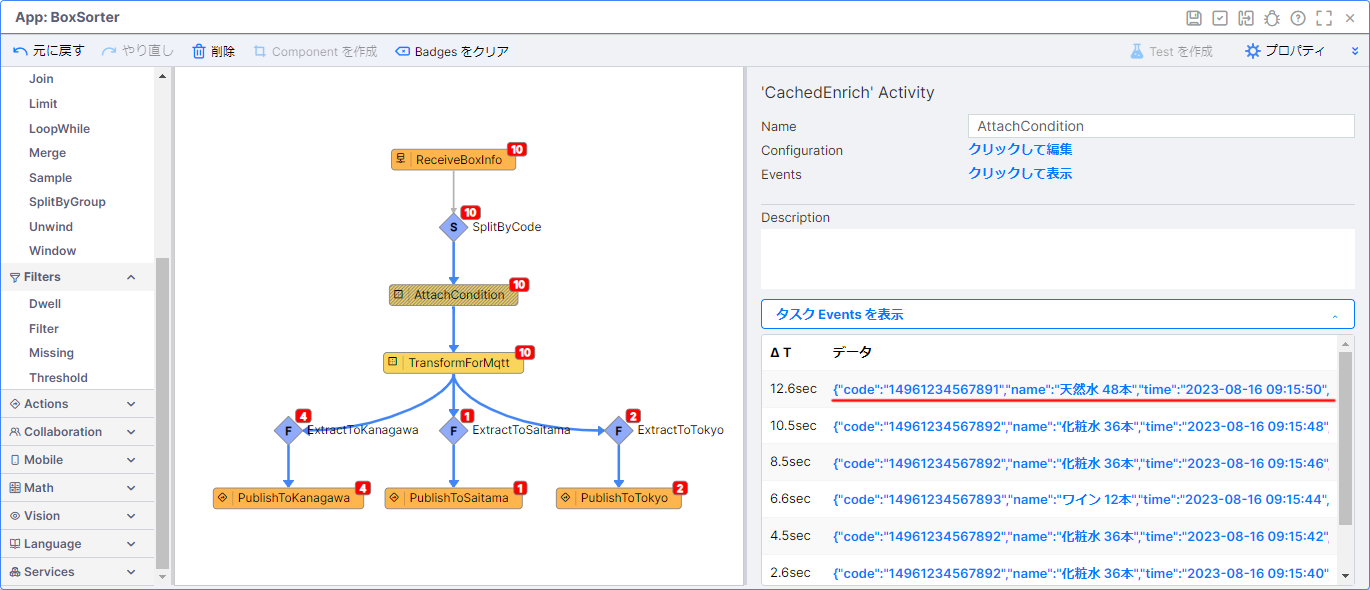 App: BoxSorter
元に戻す やり直し 削除 Component を作成 Badges をクリア Test を作成 プロパティ
Join
Limit
LoopWhile
Merge
Sample
SplitByGroup
Unwind
Window
Filters
Dwell
Filter
Missing
Threshold
Actions
Collaboration
Mobile
Math
Vision
Language
Services
ReceiveBoxInfo 10
S SplitByCode 10
AttachCondition 10
TransformForMqtt 10
F ExtractToKanagawa 4 F ExtractToSaitama 1 F ExtractToTokyo 2
PublishToKanagawa 4 PublishToSaitama 1 PublishToTokyo 2
'CachedEnrich' Activity
Name AttachCondition
Configuration クリックして編集
Events クリックして表示
Description
タスク Events を表示
Δ T データ
12.6sec {"code":"14961234567891","name":"天然水 48本","time":"2023-08-16 09:15:50",
10.5sec {"code":"14961234567892","name":"化粧水 36本","time":"2023-08-16 09:15:48",
8.5sec {"code":"14961234567892","name":"化粧水 36本","time":"2023-08-16 09:15:46",
6.6sec {"code":"14961234567893","name":"ワイン 12本","time":"2023-08-16 09:15:44",
4.5sec {"code":"14961234567892","name":"化粧水 36本","time":"2023-08-16 09:15:42",
2.6sec {"code":"14961234567892","name":"化粧水 36本","time":"2023-08-16 09:15:40"